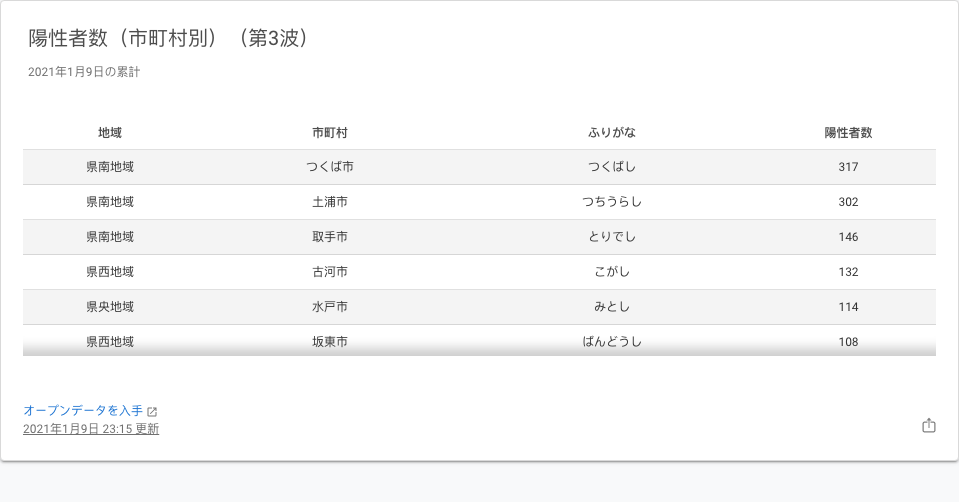 陽性者数（市町村別）（第3波）
2021年1月9日の累計
地域 市町村 ふりがな 陽性者数
県南地域 つくば市 つくばし 317
県南地域 土浦市 つちうらし 302
県南地域 取手市 とりでし 146
県西地域 古河市 こがし 132
県央地域 水戸市 みとし 114
県西地域 坂東市 ばんどうし 108
オープンデータを入手
2021年1月9日 23:15 更新